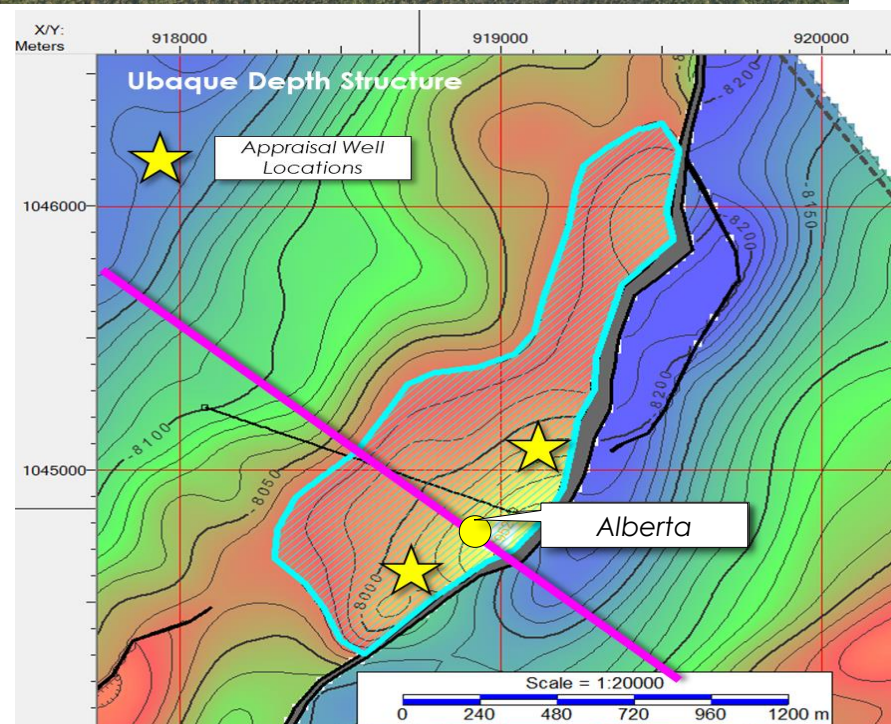 X/Y:
Meters
918000
919000
920000
Ubaque Depth Structure
Appraisal Well
Locations
1046000
1045000
-8200
-8150
-8200
-8200
-8100
-8050
-8000
Alberta
Scale = 1:20000
0 240 480 720 960 1200 m